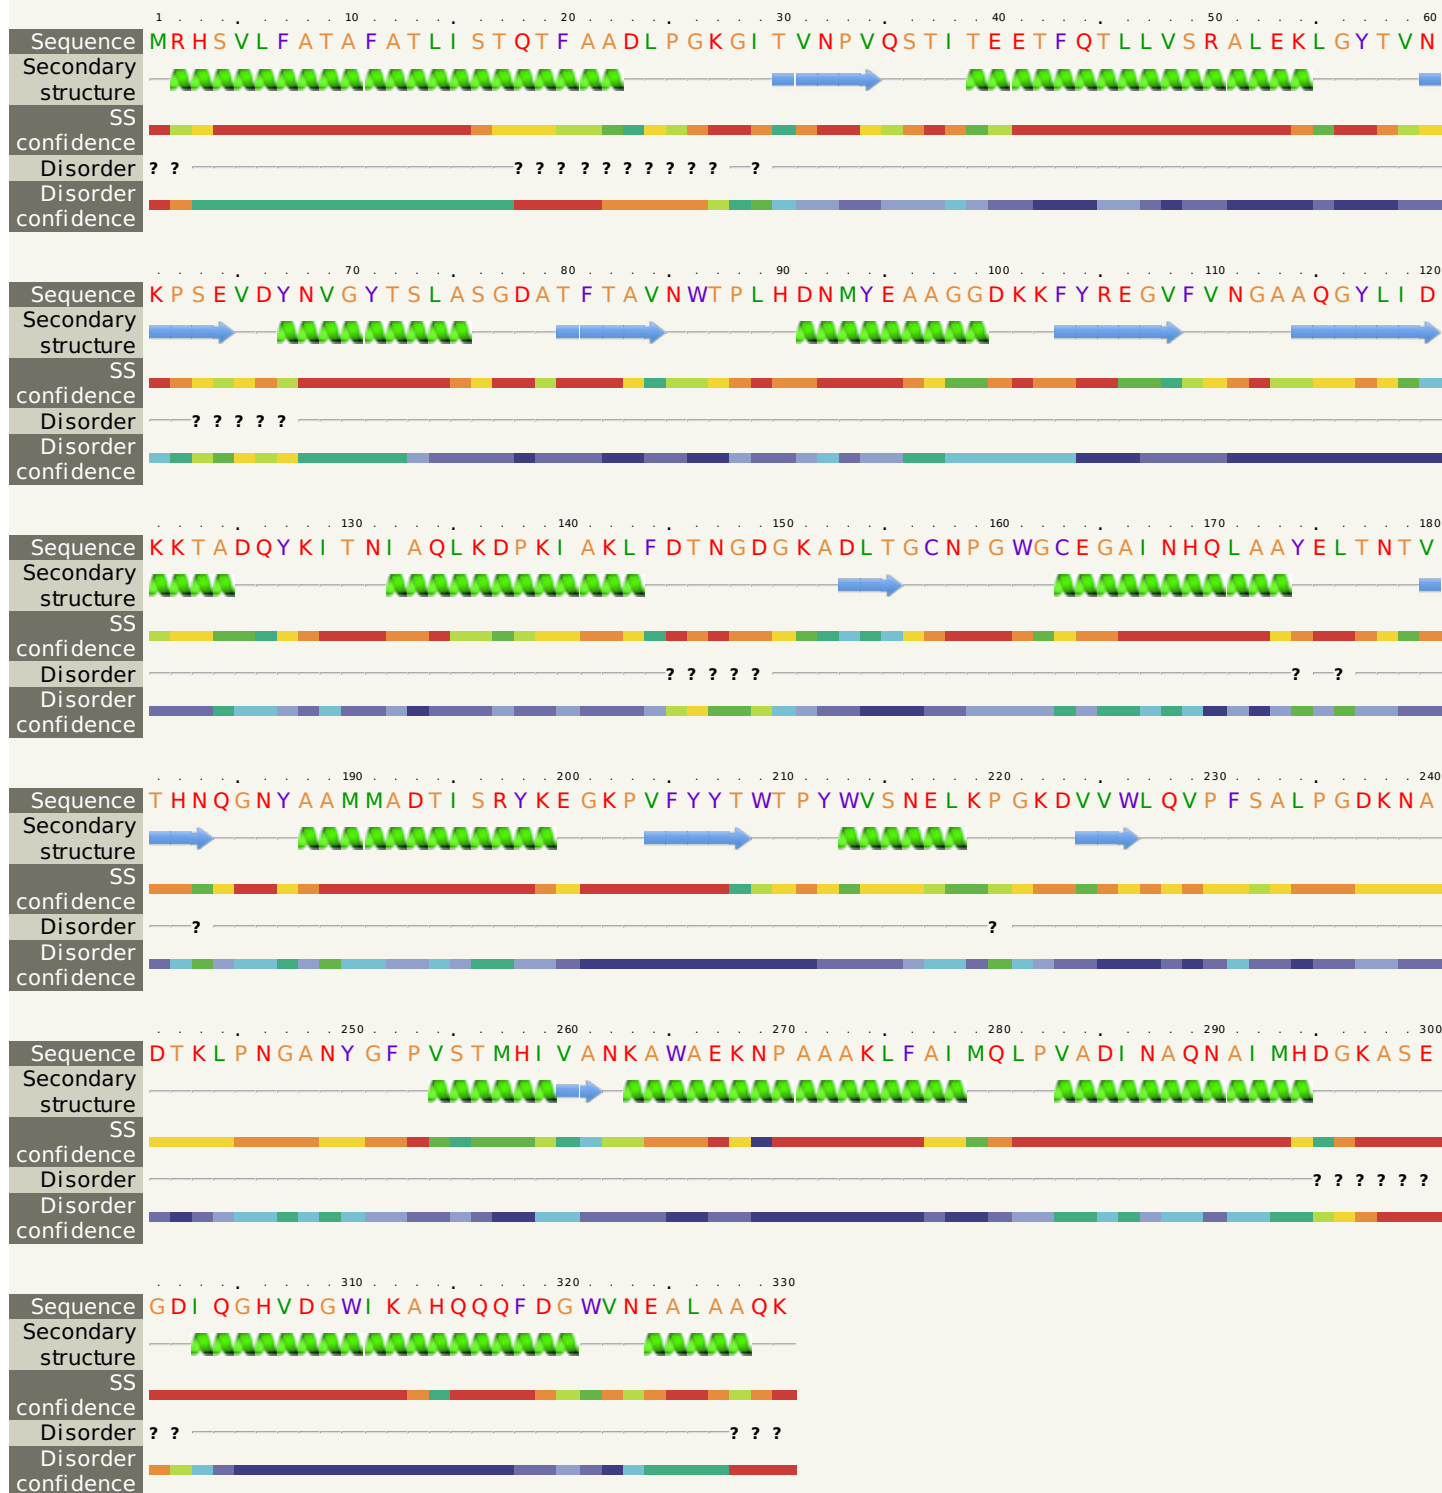 1 . . . . . . . 10 . . . . . . . . 20 . . . . . . . . 30 . . . . . . . . 40 . . . . . . . . 50 . . . . . . . . 60
Sequence MRHSVLFATAFATLISTQTFAADLPGKGITVNPVQSTITEETFQTLLVSRALEKLGYTVN
Secondary
structure
SS
confidence
Disorder ? ? ? ? ? ? ? ? ? ? ? ? ?
Disorder
confidence
. . . . . . . . 70 . . . . . . . . 80 . . . . . . . . 90 . . . . . . . . 100 . . . . . . . . 110 . . . . . . . . 120
Sequence KPSEVDYNVGYTSLASGDATFTAVNWTPLHDNMYEAAGGDKKFYREGVFVNGAAQGYLID
Secondary
structure
SS
confidence
Disorder ? ? ? ? ?
Disorder
confidence
. . . . . . . . 130 . . . . . . . . 140 . . . . . . . . 150 . . . . . . . . 160 . . . . . . . . 170 . . . . . . . . 180
Sequence KKTADQYKITNIAQLKDPKIAKLFDTNGDGKADLTGCNPGWGCEGAINHQLAAYELTNTV
Secondary
structure
SS
confidence
Disorder ? ? ? ? ? ? ?
Disorder
confidence
. . . . . . . . 190 . . . . . . . . 200 . . . . . . . . 210 . . . . . . . . 220 . . . . . . . . 230 . . . . . . . . 240
Sequence THNQGNYAAMMADTISRYKEGKPVFYYTWTPYWVSNELKPGKDVVWLQVPFSALPGDKNA
Secondary
structure
SS
confidence
Disorder ? ?
Disorder
confidence
. . . . . . . . 250 . . . . . . . . 260 . . . . . . . . 270 . . . . . . . . 280 . . . . . . . . 290 . . . . . . . . 300
Sequence DTKLPNGANYGFPVSTMHIVANKAWAEKNPAAAKLFAIMQLPVADINAQNAIMHDGKASE
Secondary
structure
SS
confidence
Disorder ? ? ? ? ? ?
Disorder
confidence
. . . . . . . . 310 . . . . . . . . 320 . . . . . . . . 330
Sequence GDIQGHVDGWIKAHQQQFDGWVNEALAAQK
Secondary
structure
SS
confidence
Disorder ? ? ? ? ?
Disorder
confidence